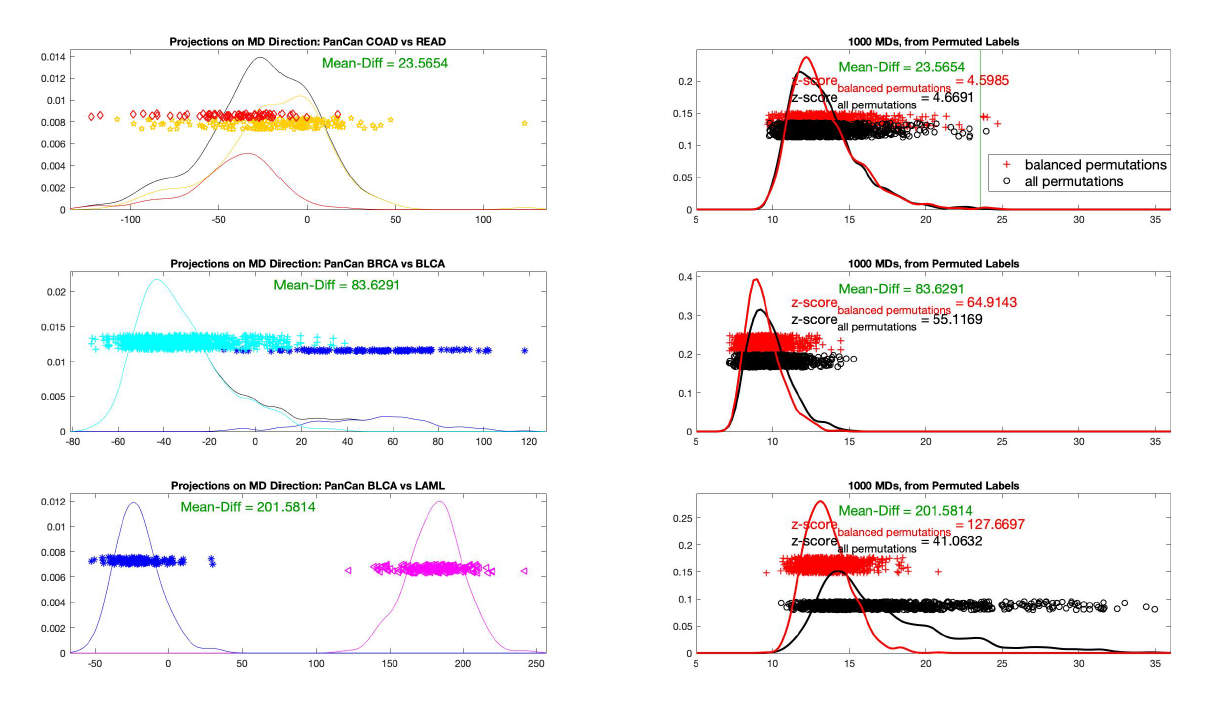 Projections on MD Direction: PanCan COAD vs READ
Mean-Diff = 23.5654
0.014
0.012
0.01
0.008
0.006
0.004
0.002
0
-100 -50 0 50 100
1000 MDs, from Permuted Labels
Mean-Diff = 23.5654
z-score balanced permutations = 4.5985
z-score all permutations = 4.6691
0.2
0.15
0.1
0.05
0
balanced permutations
all permutations
5 10 15 20 25 30 35
Projections on MD Direction: PanCan BRCA vs BLCA
Mean-Diff = 83.6291
0.02
0.015
0.01
0.005
0
-80 -60 -40 -20 0 20 40 60 80 100 120
1000 MDs, from Permuted Labels
Mean-Diff = 83.6291
z-score balanced permutations = 64.9143
z-score all permutations = 55.1169
0.4
0.3
0.2
0.1
0
5 10 15 20 25 30 35
Projections on MD Direction: PanCan BLCA vs LAML
Mean-Diff = 201.5814
0.012
0.01
0.008
0.006
0.004
0.002
0
-50 0 50 100 150 200 250
1000 MDs, from Permuted Labels
Mean-Diff = 201.5814
z-score balanced permutations = 127.6697
z-score all permutations = 41.0632
0.25
0.2
0.15
0.1
0.05
0
5 10 15 20 25 30 35